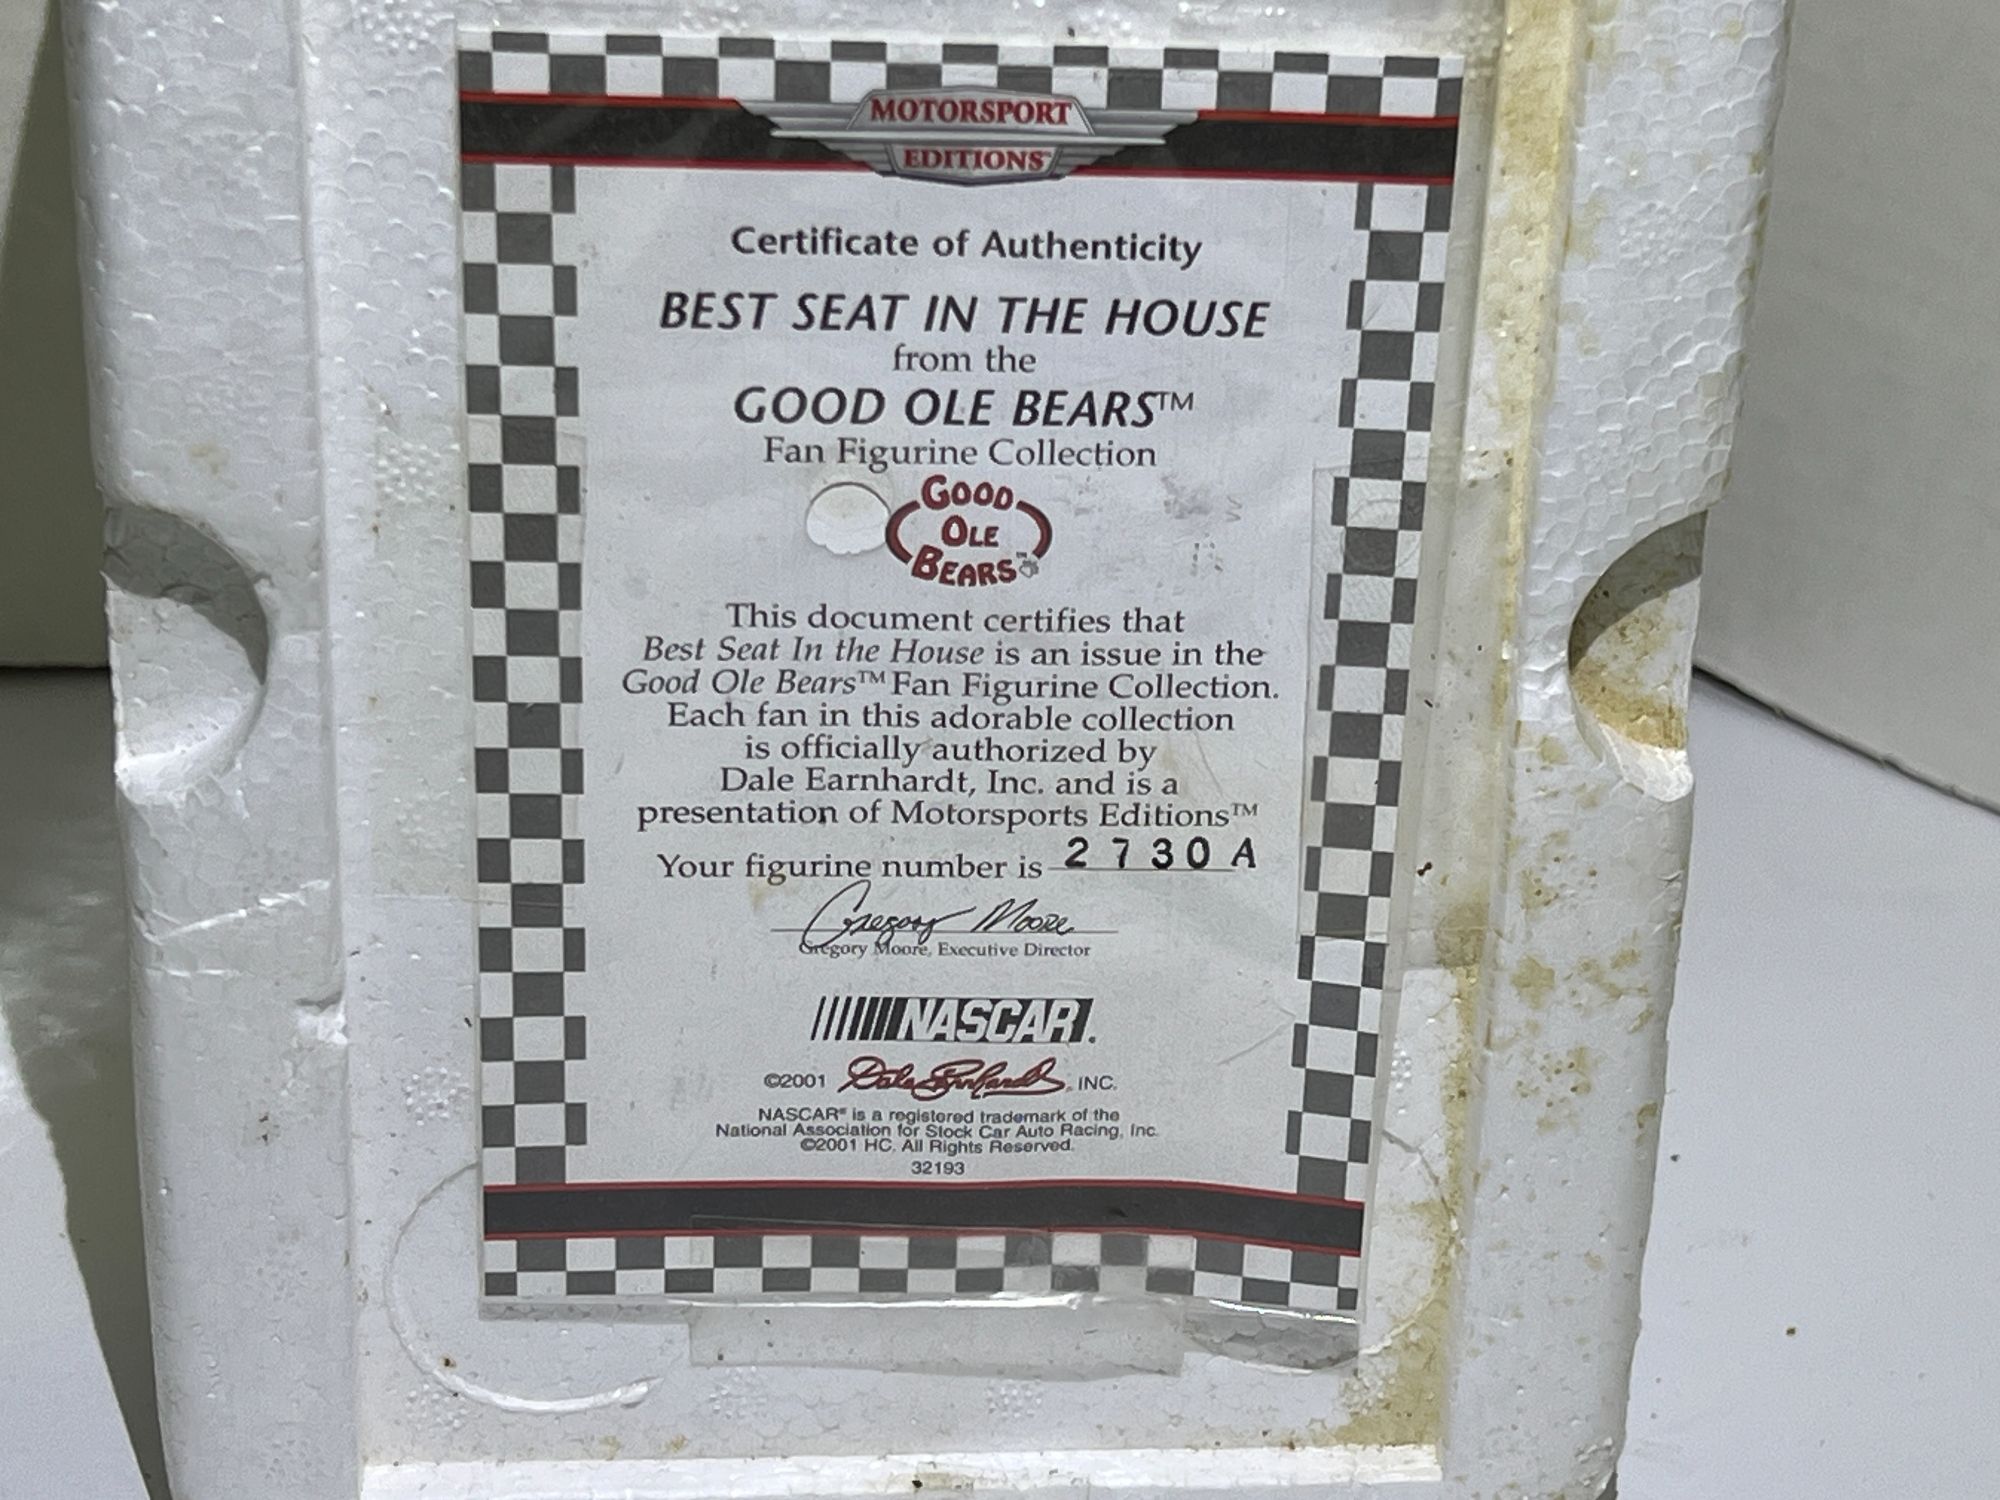 MOTORSPORT
EDITIONS
Certificate of Authenticity
BEST SEAT IN THE HOUSE
from the
GOOD OLE BEARS™
Fan Figurine Collection
GOOD
OLE
BEARS
This document certifies that
Best Seat In the House is an issue in the
Good Ole Bears™ Fan Figurine Collection.
Each fan in this adorable collection
is officially authorized by
Dale Earnhardt, Inc. and is a
presentation of Motorsports Editions™
Your figurine number is 2730A
Gregory Moore
Gregory Moore, Executive Director
NASCAR.
©2001 Dale Earnhardt, INC.
NASCAR® is a registered trademark of the
National Association for Stock Car Auto Racing, Inc.
©2001 HC. All Rights Reserved.
32193